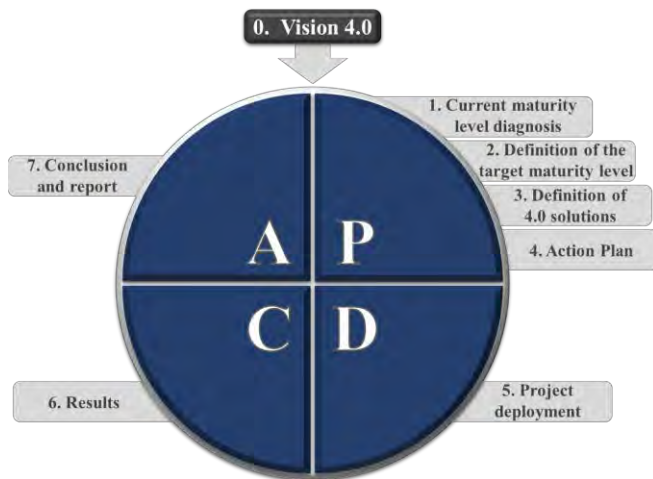 0. Vision 4.0
1. Current maturity
level diagnosis
2. Definition of the
target maturity level
3. Definition of
4.0 solutions
4. Action Plan
7. Conclusion
and report
A P
C D
6. Results
5. Project
deployment